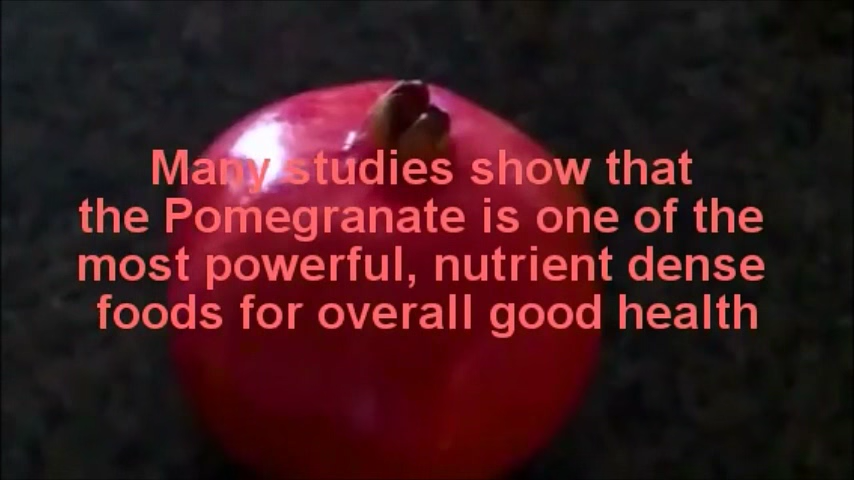 Many studies show that
the Pomegranate is one of the
most powerful, nutrient dense
foods for overall good health